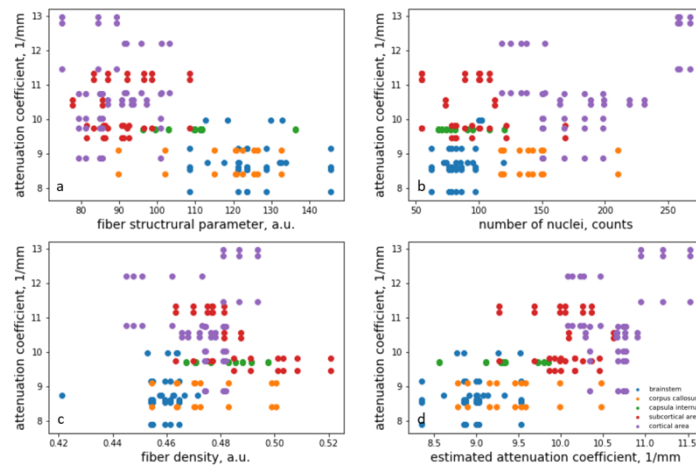 attenuation coefficient, 1/mm
13
12
11
10
9
8
a
80 90 100 110 120 130 140
fiber structrural parameter, a.u.
attenuation coefficient, 1/mm
13
12
11
10
9
8
b
50 100 150 200 250
number of nuclei, counts
attenuation coefficient, 1/mm
13
12
11
10
9
8
c
0.42 0.44 0.46 0.48 0.50 0.52
fiber density, a.u.
attenuation coefficient, 1/mm
13
12
11
10
9
8
d
brainstem
corpus callosu
capsula intern
subcortical are
cortical area
8.5 9.0 9.5 10.0 10.5 11.0 11.5
estimated attenuation coefficient, 1/mm